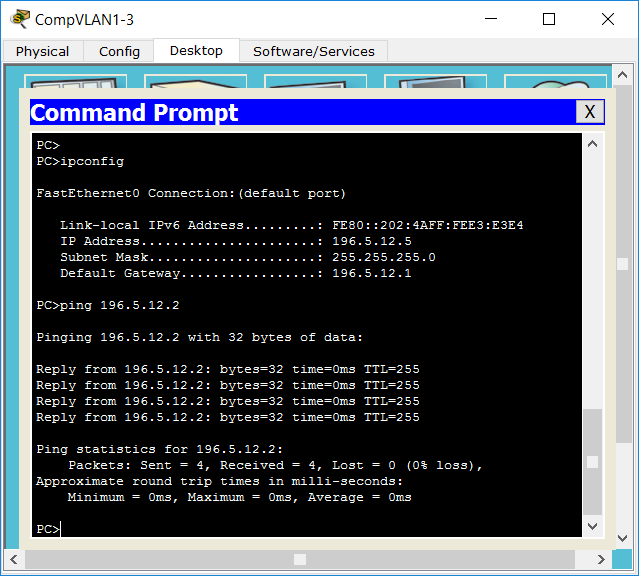 CompVLAN1-3
Physical Config Desktop Software/Services
Command Prompt X
PC>
PC>ipconfig
FastEthernet0 Connection:(default port)
Link-local IPv6 Address.........: FE80::202:4AFF:FEE3:E3E4
IP Address......................: 196.5.12.5
Subnet Mask.....................: 255.255.255.0
Default Gateway.................: 196.5.12.1
PC>ping 196.5.12.2
Pinging 196.5.12.2 with 32 bytes of data:
Reply from 196.5.12.2: bytes=32 time=0ms TTL=255
Reply from 196.5.12.2: bytes=32 time=0ms TTL=255
Reply from 196.5.12.2: bytes=32 time=0ms TTL=255
Reply from 196.5.12.2: bytes=32 time=0ms TTL=255
Ping statistics for 196.5.12.2:
Packets: Sent = 4, Received = 4, Lost = 0 (0% loss),
Approximate round trip times in milli-seconds:
Minimum = 0ms, Maximum = 0ms, Average = 0ms
PC>